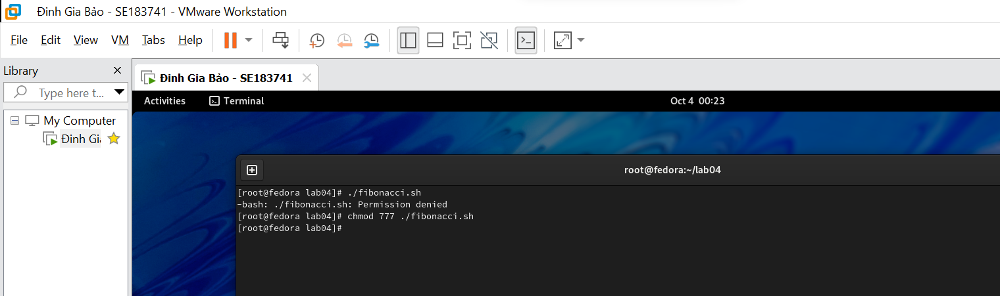 Đinh Gia Bảo - SE183741 - VMware Workstation
File Edit View VM Tabs Help
Library
Đinh Gia Bảo - SE183741
Type here t...
Activities Terminal Oct 4 00:23
My Computer
Đinh Gia
root@fedora:~/lab04
[root@fedora lab04]# ./fibonacci.sh
-bash: ./fibonacci.sh: Permission denied
[root@fedora lab04]# chmod 777 ./fibonacci.sh
[root@fedora lab04]#